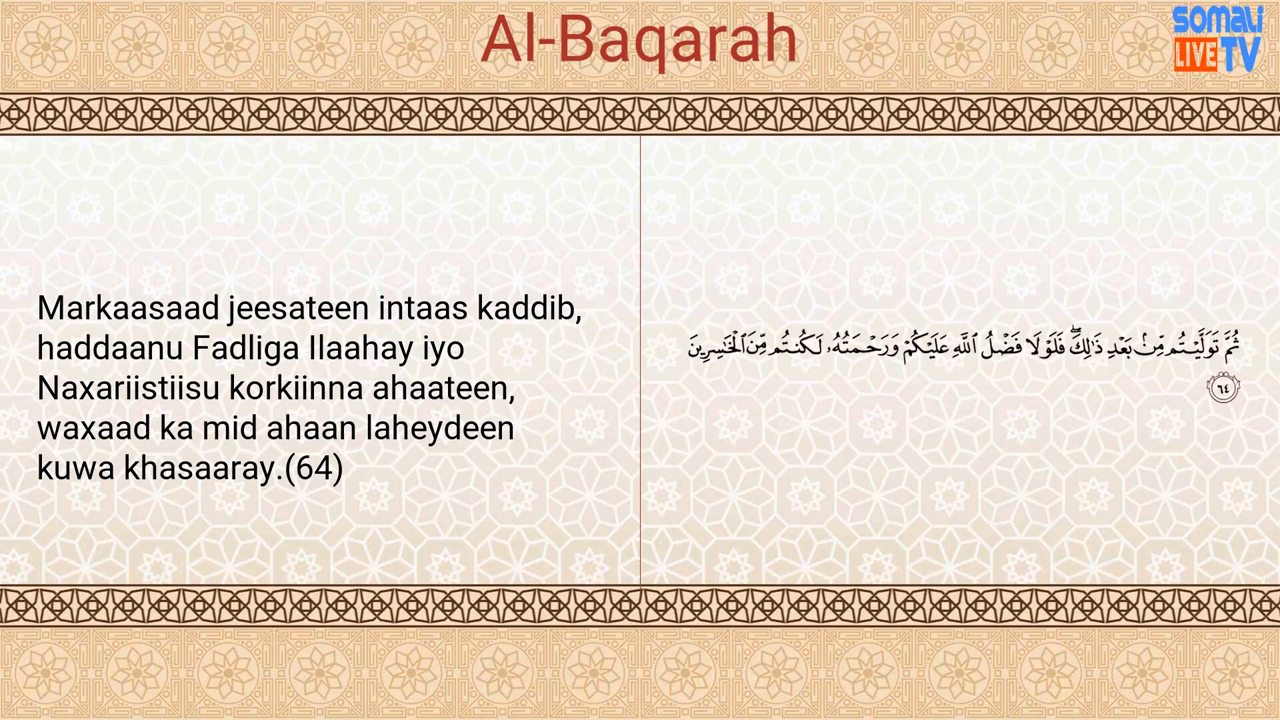 Al-Baqarah
SOMALI
LIVE TV
Markaasaad jeesateen intaas kaddib,
haddaanu Fadliga Ilaahay iyo
Naxariistiisu korkiinna ahaateen,
waxaad ka mid ahaan laheydeen
kuwa khasaaray.(64)
ثُمَّ تَوَلَّيْتُم مِّنۢ بَعْدِ ذَٰلِكَ ۖ فَلَوْلَا فَضْلُ ٱللَّهِ عَلَيْكُمْ وَرَحْمَتُهُۥ لَكُنتُم مِّنَ ٱلْخَـٰسِرِينَ
٦٤